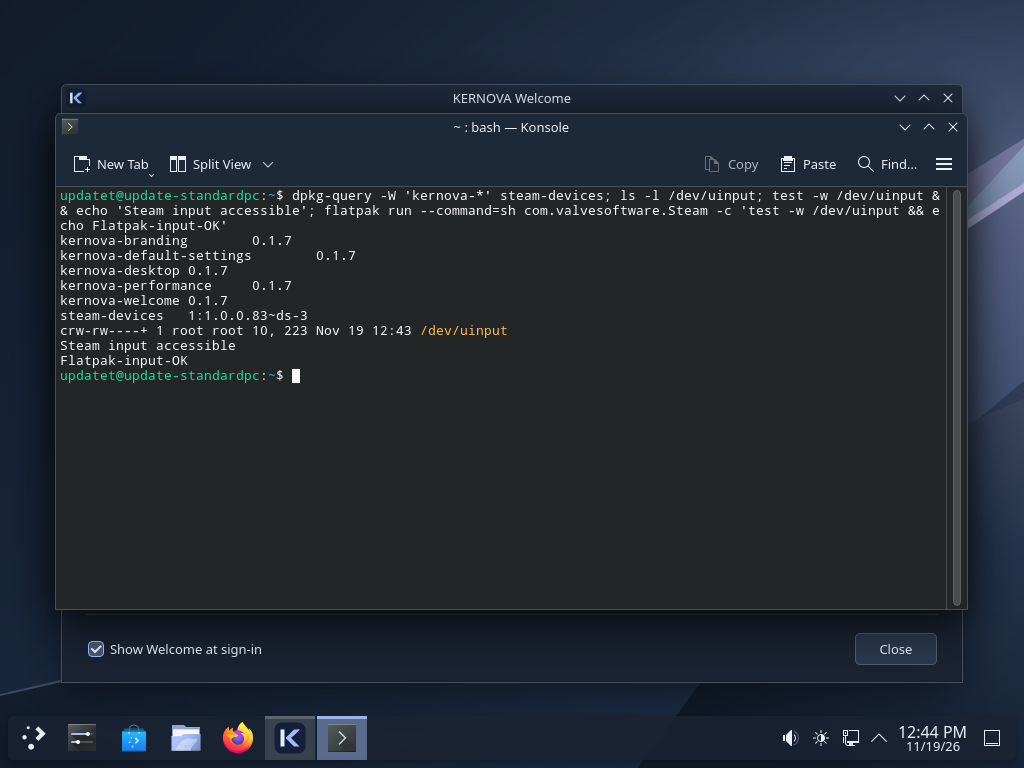 KERNOVA Welcome
~ : bash — Konsole
New Tab
Split View
Copy
Paste
Find...
updatet@update-standardpc:~$ dpkg-query -W 'kernova-*' steam-devices; ls -l /dev/uinput; test -w /dev/uinput &
& echo 'Steam input accessible'; flatpak run --command=sh com.valvesoftware.Steam -c 'test -w /dev/uinput && e
cho Flatpak-input-OK'
kernova-branding        0.1.7
kernova-default-settings        0.1.7
kernova-desktop 0.1.7
kernova-performance     0.1.7
kernova-welcome 0.1.7
steam-devices   1:1.0.0.83~ds-3
crw-rw----+ 1 root root 10, 223 Nov 19 12:43 /dev/uinput
Steam input accessible
Flatpak-input-OK
updatet@update-standardpc:~$
Show Welcome at sign-in
Close
12:44 PM
11/19/26